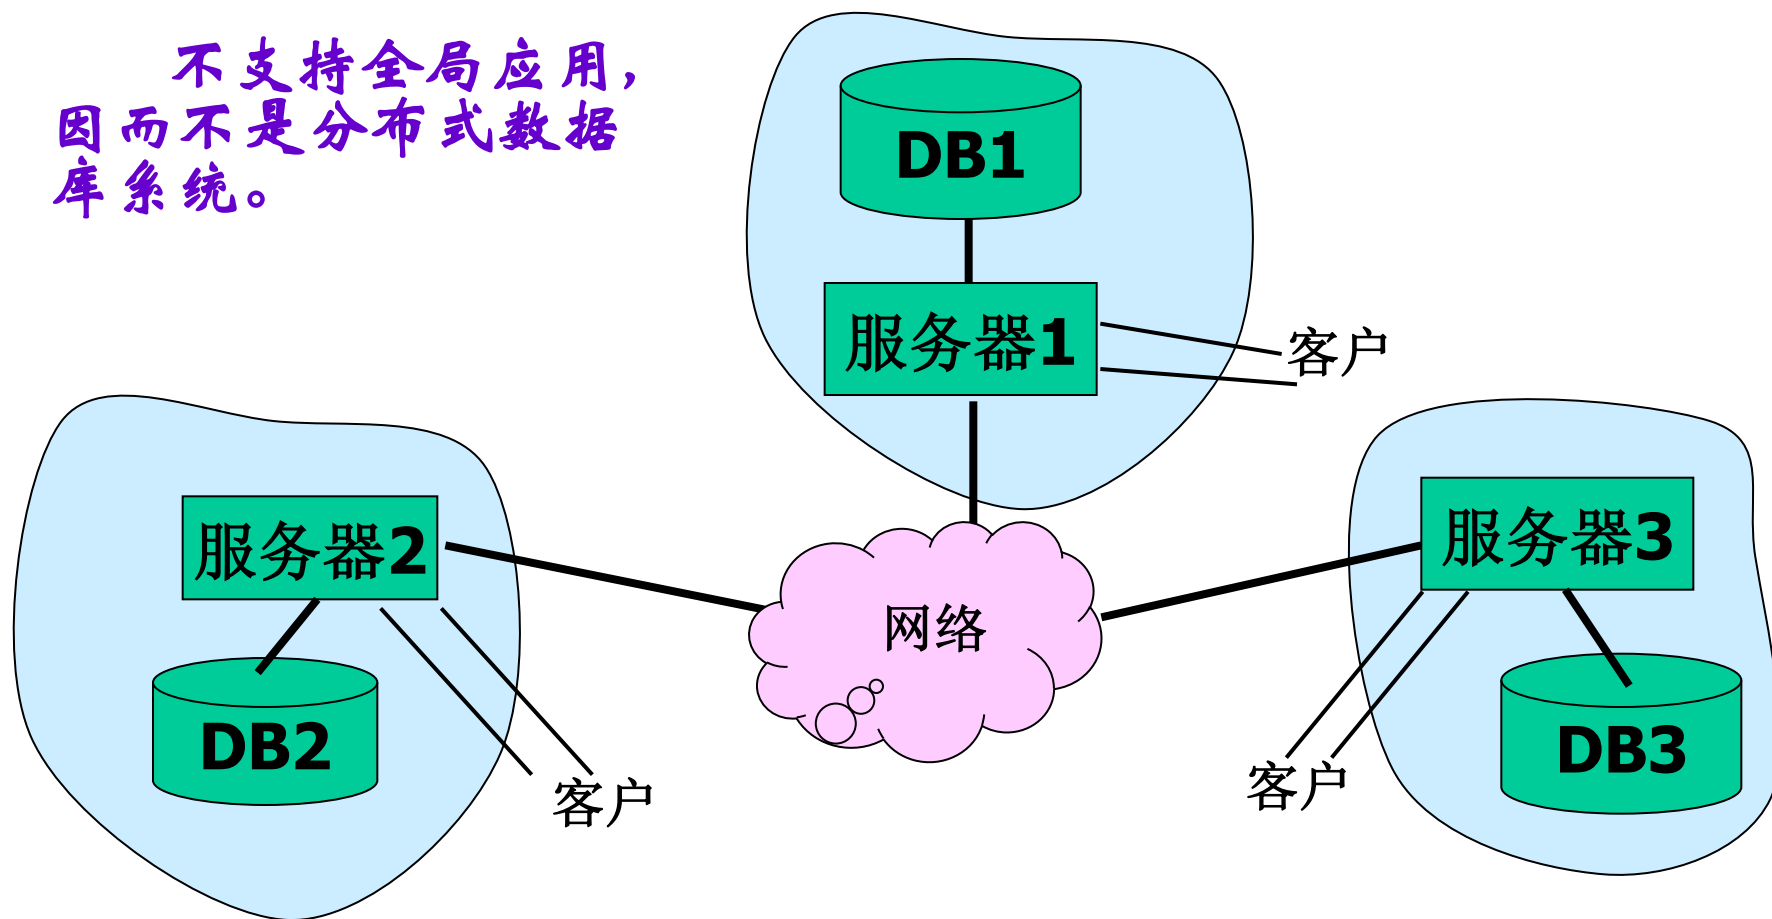 不支持全局应用,
因而不是分布式数据
库系统。
DB1
服务器1
客户
服务器2
服务器3
网络
DB2
DB3
客户
客户